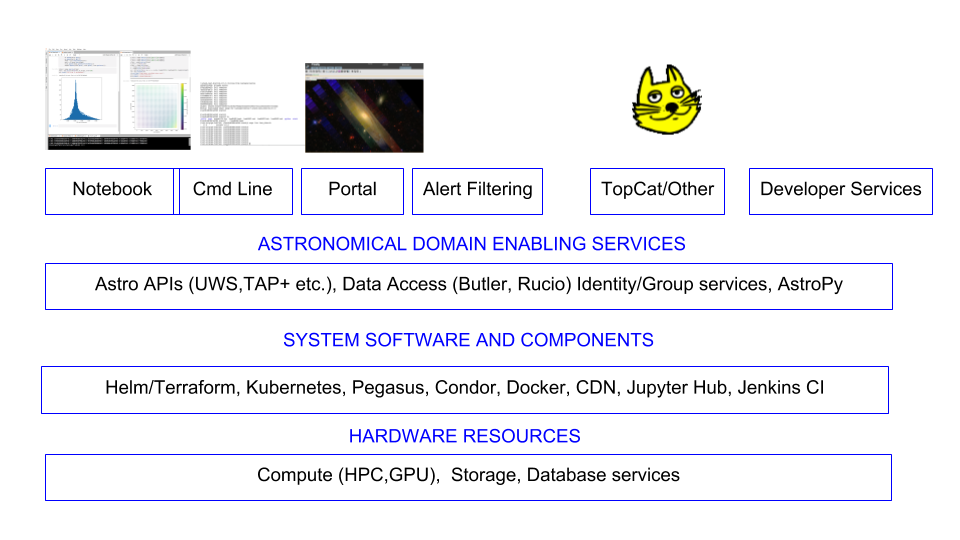 Notebook
Cmd Line
Portal
Alert Filtering
TopCat/Other
Developer Services
ASTRONOMICAL DOMAIN ENABLING SERVICES
Astro APIs (UWS,TAP+ etc.), Data Access (Butler, Rucio) Identity/Group services, AstroPy
SYSTEM SOFTWARE AND COMPONENTS
Helm/Terraform, Kubernetes, Pegasus, Condor, Docker, CDN, Jupyter Hub, Jenkins CI
HARDWARE RESOURCES
Compute (HPC,GPU),  Storage, Database services